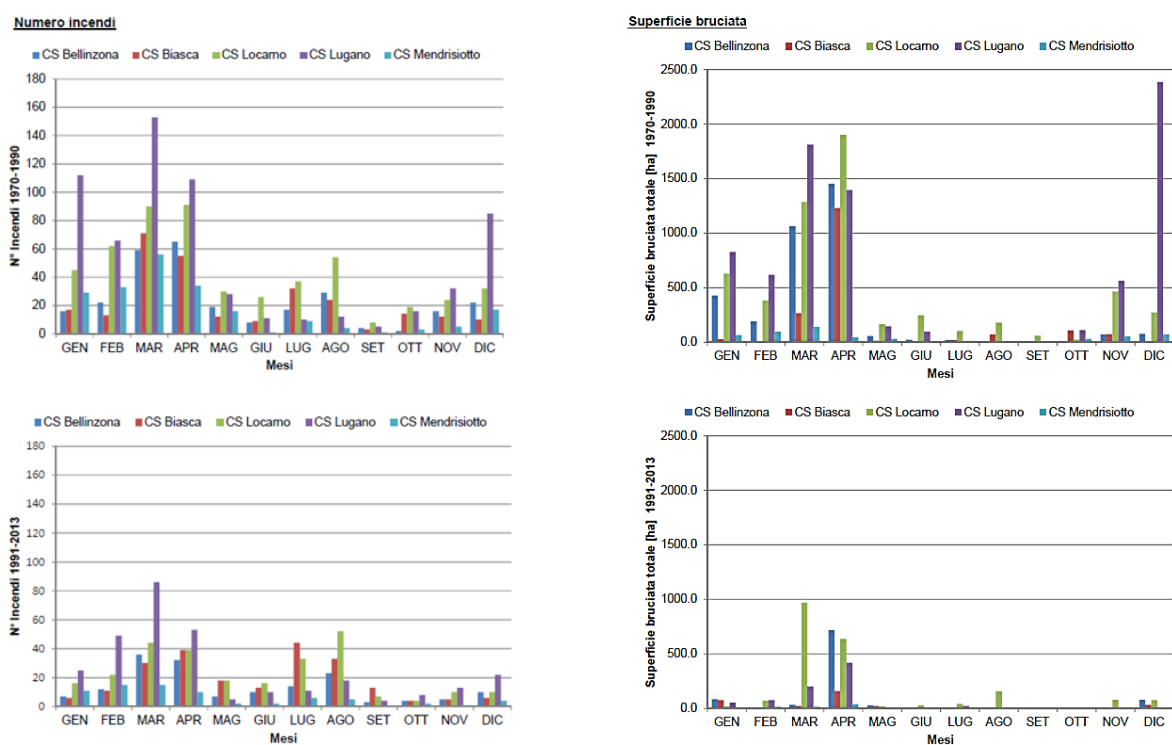 Numero incendi
CS Bellinzona CS Biasca CS Locarno CS Lugano CS Mendrisiotto
N° Incendi 1970-1990
180
160
140
120
100
80
60
40
20
0
GEN FEB MAR APR MAG GIU LUG AGO SET OTT NOV DIC
Mesi
Superficie bruciata
CS Bellinzona CS Biasca CS Locarno CS Lugano CS Mendrisiotto
Superficie bruciata totale [ha] 1970-1990
2500.0
2000.0
1500.0
1000.0
500.0
0.0
GEN FEB MAR APR MAG GIU LUG AGO SET OTT NOV DIC
Mesi
CS Bellinzona CS Biasca CS Locarno CS Lugano CS Mendrisiotto
N° Incendi 1991-2013
180
160
140
120
100
80
60
40
20
0
GEN FEB MAR APR MAG GIU LUG AGO SET OTT NOV DIC
Mesi
CS Bellinzona CS Biasca CS Locarno CS Lugano CS Mendrisiotto
Superficie bruciata totale [ha] 1991-2013
2500.0
2000.0
1500.0
1000.0
500.0
0.0
GEN FEB MAR APR MAG GIU LUG AGO SET OTT NOV DIC
Mesi